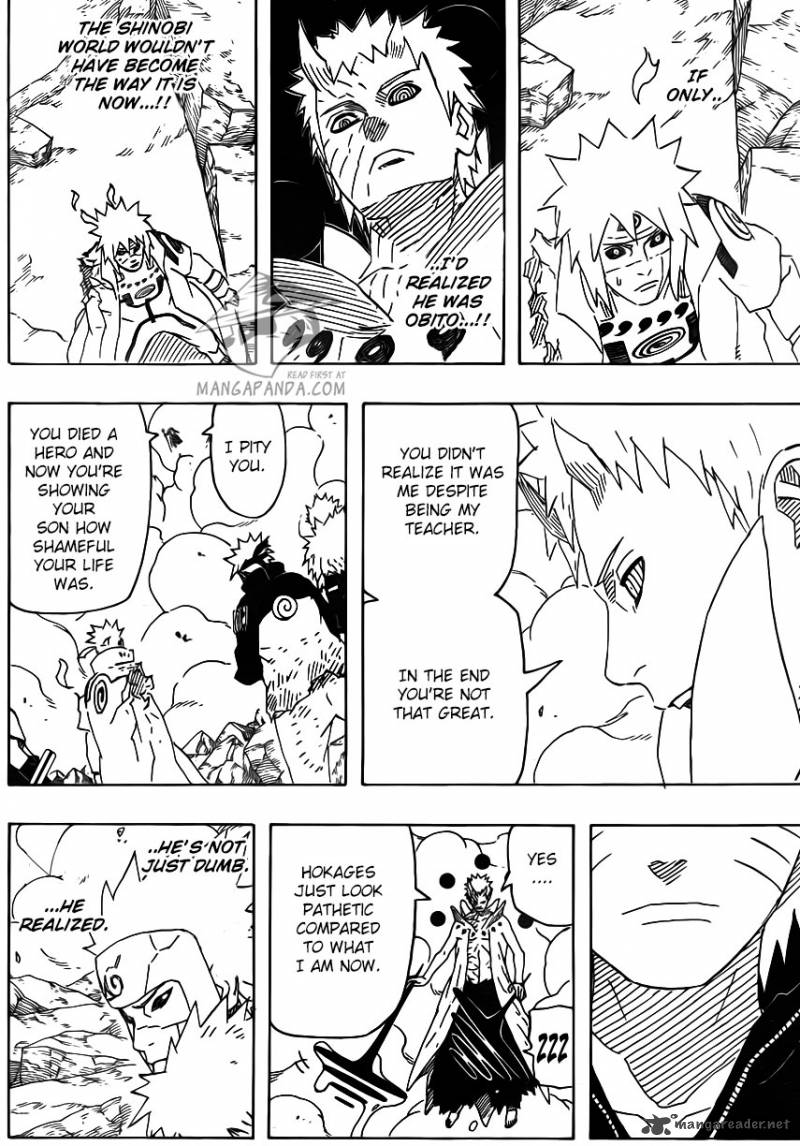 IF
ONLY..
..I'D
REALIZED
HE WAS
OBITO...!!
THE SHINOBI
WORLD WOULDN'T
HAVE BECOME
THE WAY IT IS
NOW...!!
READ FIRST AT
MANGAPANDA.COM
YOU DIDN'T
REALIZE IT WAS
ME DESPITE
BEING MY
TEACHER.
IN THE END
YOU'RE NOT
THAT GREAT.
I PITY
YOU.
YOU DIED A
HERO AND
NOW YOU'RE
SHOWING
YOUR
SON HOW
SHAMEFUL
YOUR LIFE
WAS.
YES
....
HOKAGES
JUST LOOK
PATHETIC
COMPARED
TO WHAT
I AM NOW.
..HE'S NOT
JUST DUMB.
...HE
REALIZED.
mangareader.net